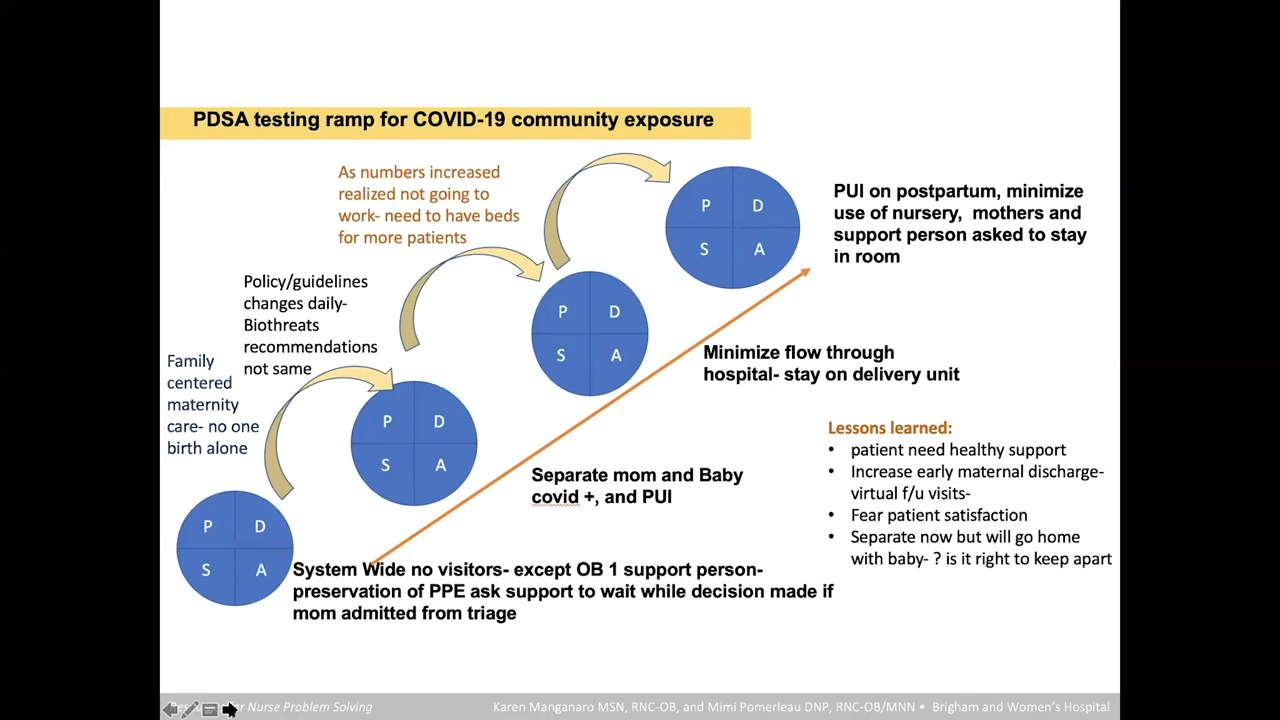 PDSA testing ramp for COVID-19 community exposure
As numbers increased
realized not going to
work- need to have beds
for more patients
P D
S A
PUI on postpartum, minimize
use of nursery, mothers and
support person asked to stay
in room
Policy/guidelines
changes daily-
Biothreats
recommendations
not same
P D
S A
Minimize flow through
hospital- stay on delivery unit
Family
centered
maternity
care- no one
birth alone
P D
S A
Separate mom and Baby
covid +, and PUI
P D
S A
System Wide no visitors- except OB 1 support person-
preservation of PPE ask support to wait while decision made if
mom admitted from triage
Lessons learned:
• patient need healthy support
• Increase early maternal discharge-
virtual f/u visits-
• Fear patient satisfaction
• Separate now but will go home
with baby- ? is it right to keep apart
Nurse Problem Solving
Karen Manganaro MSN, RNC-OB, and Mimi Pomerleau DNP, RNC-OB/MNN • Brigham and Women's Hospital